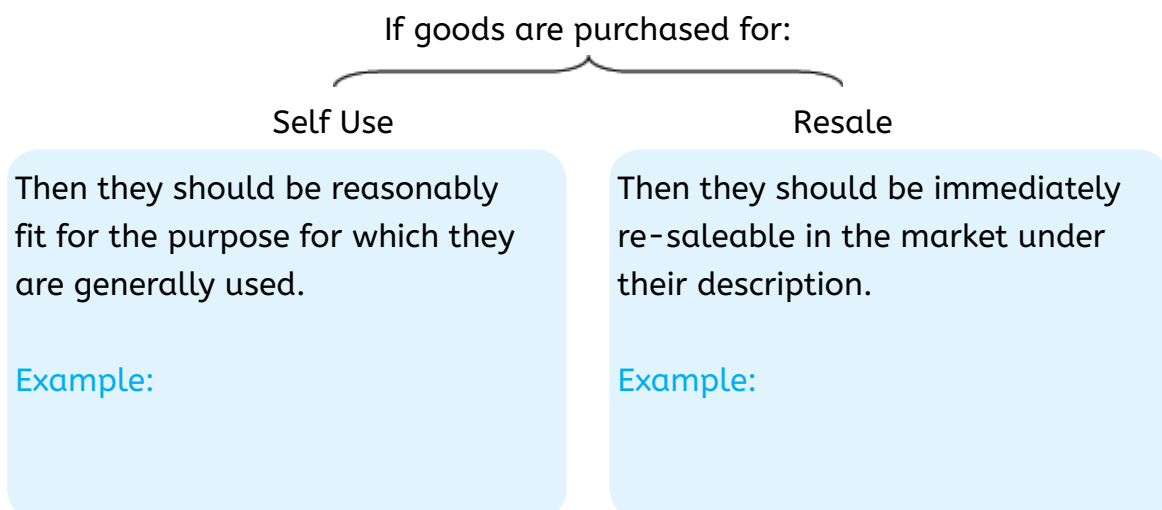 If goods are purchased for:
Self Use
Then they should be reasonably
fit for the purpose for which they
are generally used.
Example:
Resale
Then they should be immediately
re-saleable in the market under
their description.
Example: